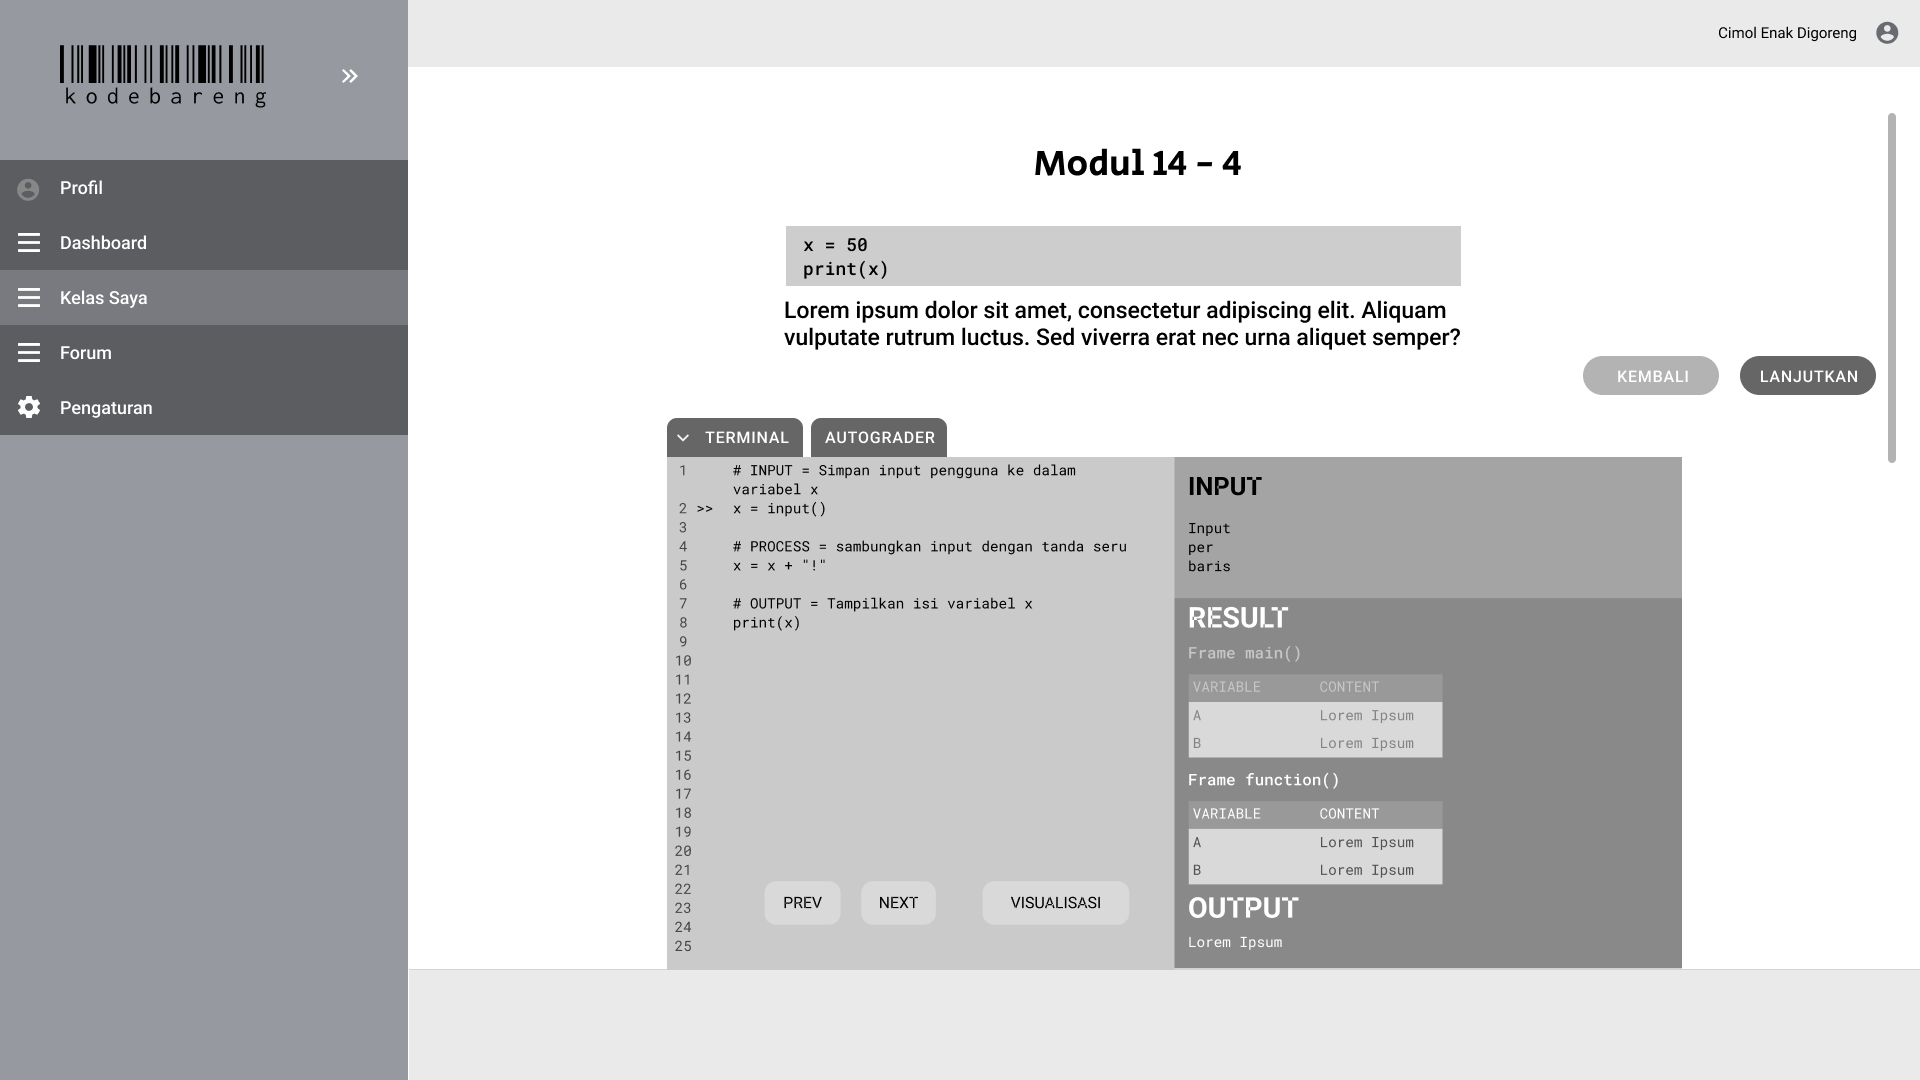 kodebareng
Cimol Enak Digoreng
Profil
Dashboard
Kelas Saya
Forum
Pengaturan
Modul 14 – 4
x = 50
print(x)
Lorem ipsum dolor sit amet, consectetur adipiscing elit. Aliquam
vulputate rutrum luctus. Sed viverra erat nec urna aliquet semper?
KEMBALI
LANJUTKAN
TERMINAL
AUTOGRADER
1 # INPUT = Simpan input pengguna ke dalam
variabel x
2 >> x = input()
3
4 # PROCESS = sambungkan input dengan tanda seru
5 x = x + "!"
6
7 # OUTPUT = Tampilkan isi variabel x
8 print(x)
9
10
11
12
13
14
15
16
17
18
19
20
21
22
23
24
25
PREV
NEXT
VISUALISASI
INPUT
Input
per
baris
RESULT
Frame main()
VARIABLE CONTENT
A Lorem Ipsum
B Lorem Ipsum
Frame function()
VARIABLE CONTENT
A Lorem Ipsum
B Lorem Ipsum
OUTPUT
Lorem Ipsum